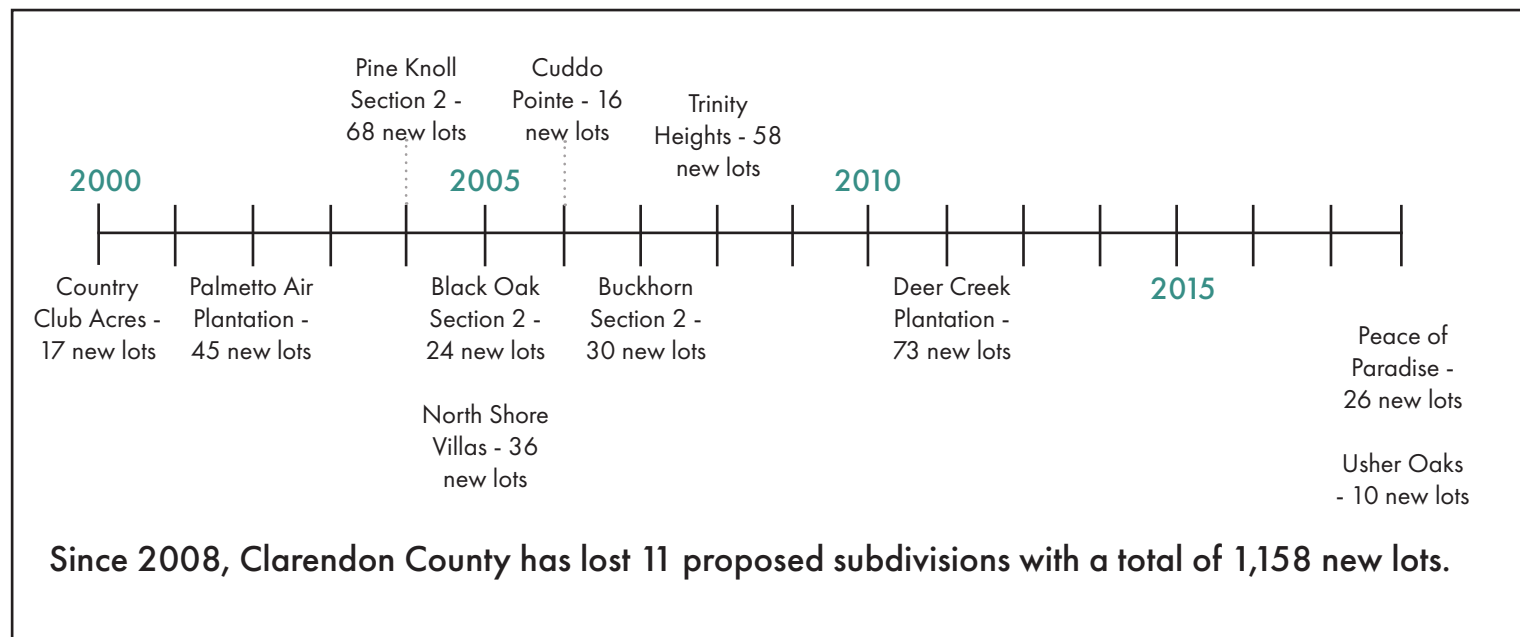 Pine Knoll
Section 2 -
68 new lots
Cuddo
Pointe - 16
new lots
Trinity
Heights - 58
new lots
2000
2005
2010
Country
Club Acres -
17 new lots
Palmetto Air
Plantation -
45 new lots
Black Oak
Section 2 -
24 new lots
North Shore
Villas - 36
new lots
Buckhorn
Section 2 -
30 new lots
Deer Creek
Plantation -
73 new lots
2015
Peace of
Paradise -
26 new lots
Usher Oaks
- 10 new lots
Since 2008, Clarendon County has lost 11 proposed subdivisions with a total of 1,158 new lots.